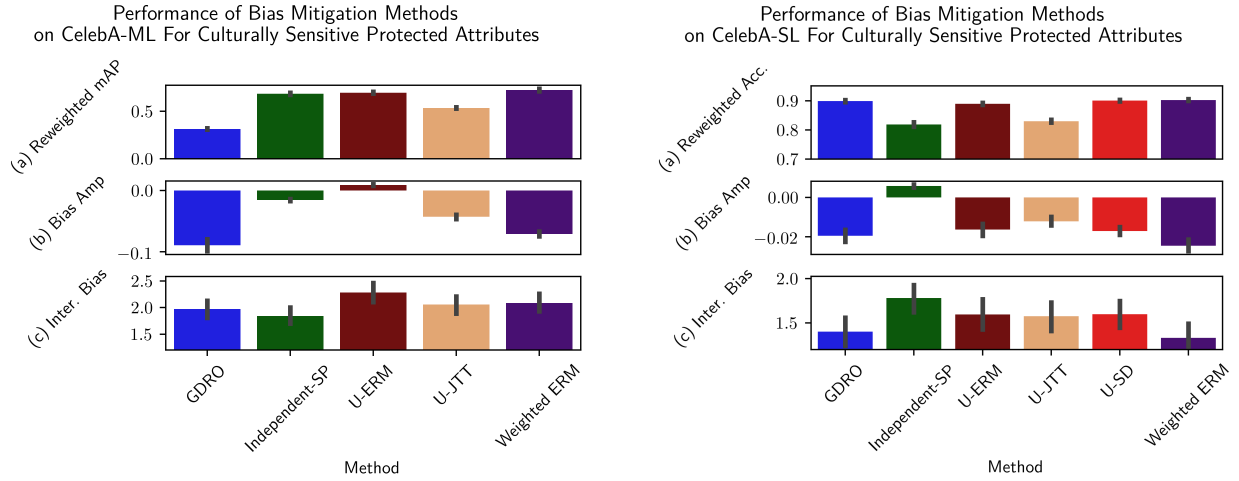 Performance of Bias Mitigation Methods
on CelebA-ML For Culturally Sensitive Protected Attributes
(a) Reweighted mAP
0.5
0.0
(b) Bias Amp
0.0
−0.1
(c) Inter. Bias
2.5
2.0
1.5
GDRO
Independent-SP
U-ERM
U-JTT
Weighted ERM
Method
Performance of Bias Mitigation Methods
on CelebA-SL For Culturally Sensitive Protected Attributes
(a) Reweighted Acc.
0.9
0.8
0.7
(b) Bias Amp
0.00
−0.02
(c) Inter. Bias
2.0
1.5
GDRO
Independent-SP
U-ERM
U-JTT
U-SD
Weighted ERM
Method